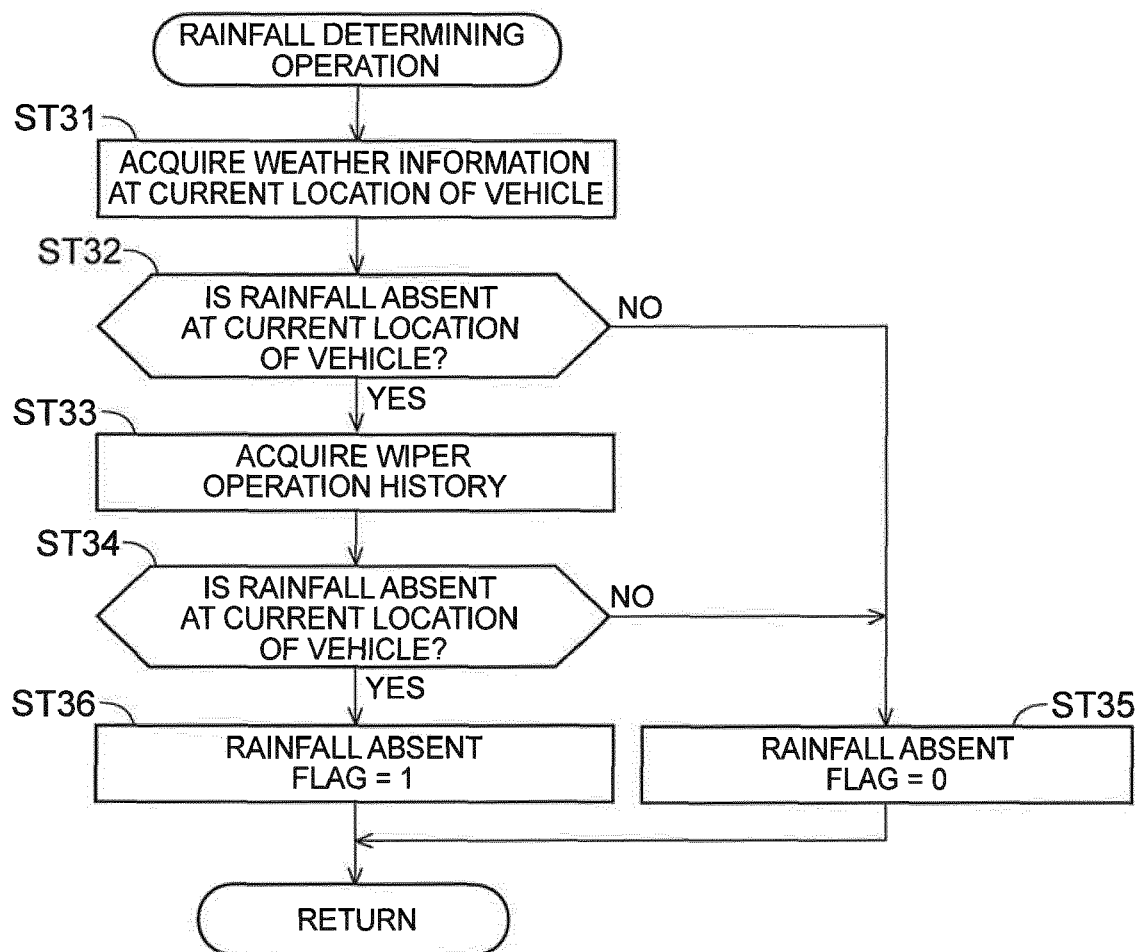 RAINFALL DETERMINING
OPERATION
ST31
ACQUIRE WEATHER INFORMATION
AT CURRENT LOCATION OF VEHICLE
ST32
IS RAINFALL ABSENT
AT CURRENT LOCATION
OF VEHICLE?
NO
YES
ST33
ACQUIRE WIPER
OPERATION HISTORY
ST34
IS RAINFALL ABSENT
AT CURRENT LOCATION
OF VEHICLE?
NO
YES
ST36
RAINFALL ABSENT
FLAG = 1
ST35
RAINFALL ABSENT
FLAG = 0
RETURN